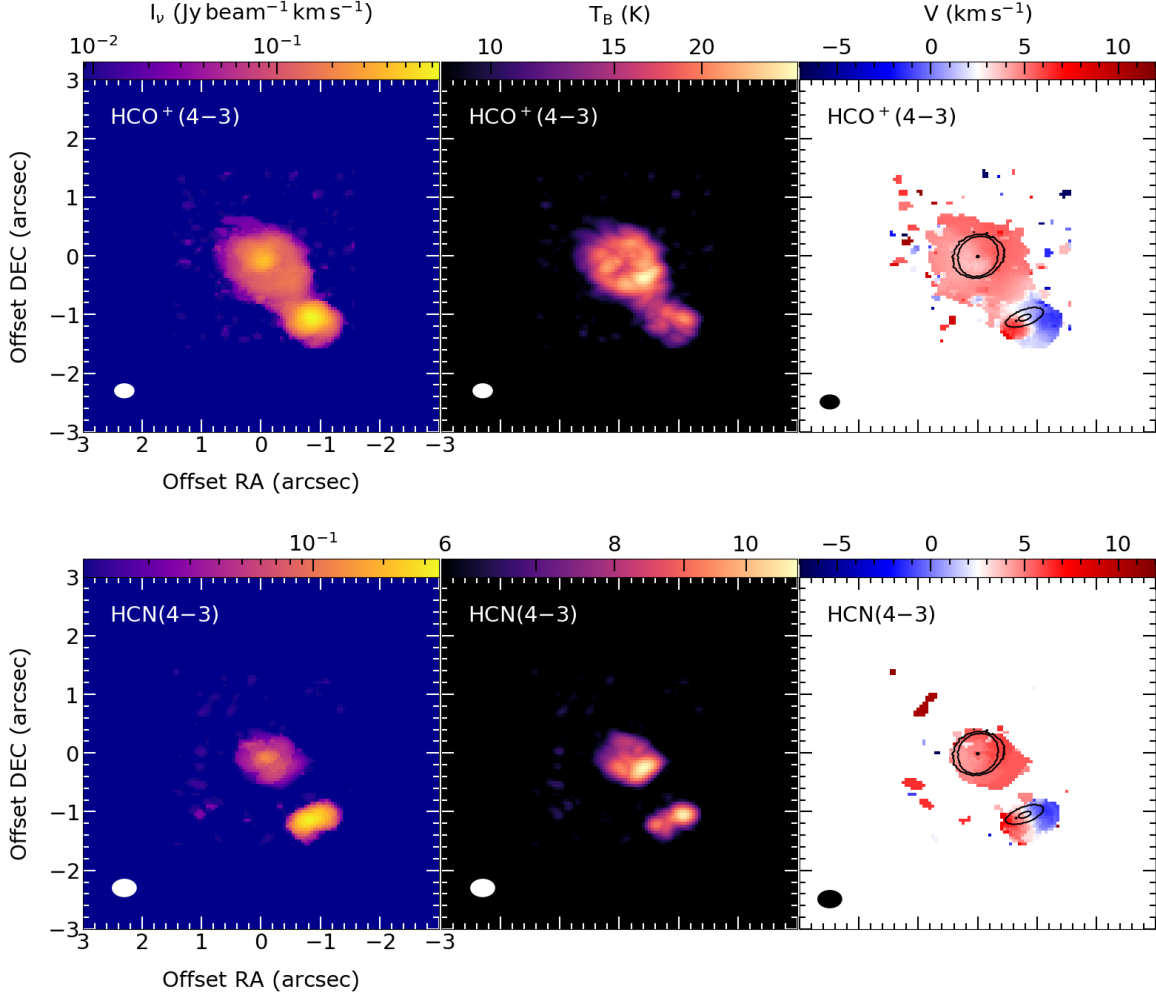 I_ν (Jy beam⁻¹ km s⁻¹) T_B (K) V (km s⁻¹)
10⁻² 10⁻¹ 10 15 20 −5 0 5 10
HCO⁺(4−3) HCO⁺(4−3) HCO⁺(4−3)
3
2
1
0
−1
−2
−3
Offset DEC (arcsec)
3 2 1 0 −1 −2 −3
Offset RA (arcsec)
10⁻¹ 6 8 10 −5 0 5 10
HCN(4−3) HCN(4−3) HCN(4−3)
3
2
1
0
−1
−2
−3
Offset DEC (arcsec)
3 2 1 0 −1 −2 −3
Offset RA (arcsec)